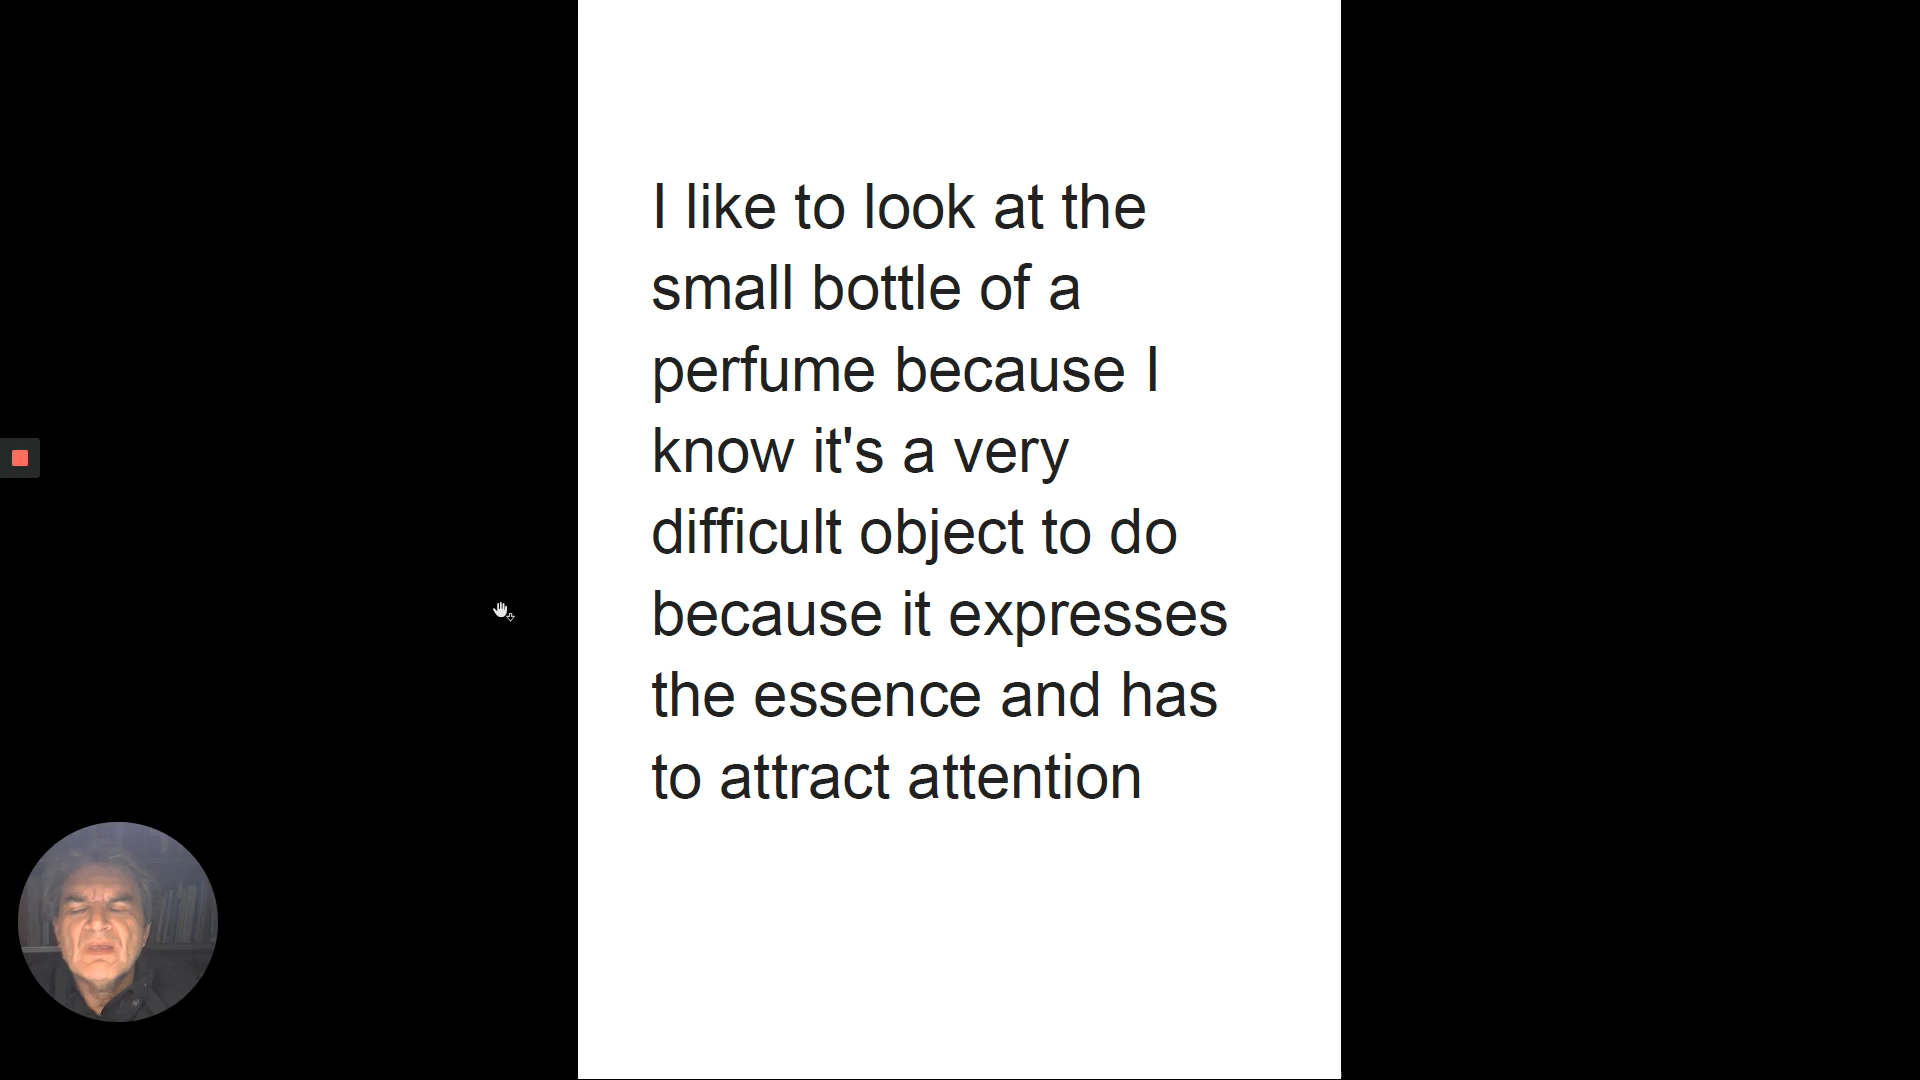 I like to look at the
small bottle of a
perfume because I
know it's a very
difficult object to do
because it expresses
the essence and has
to attract attention